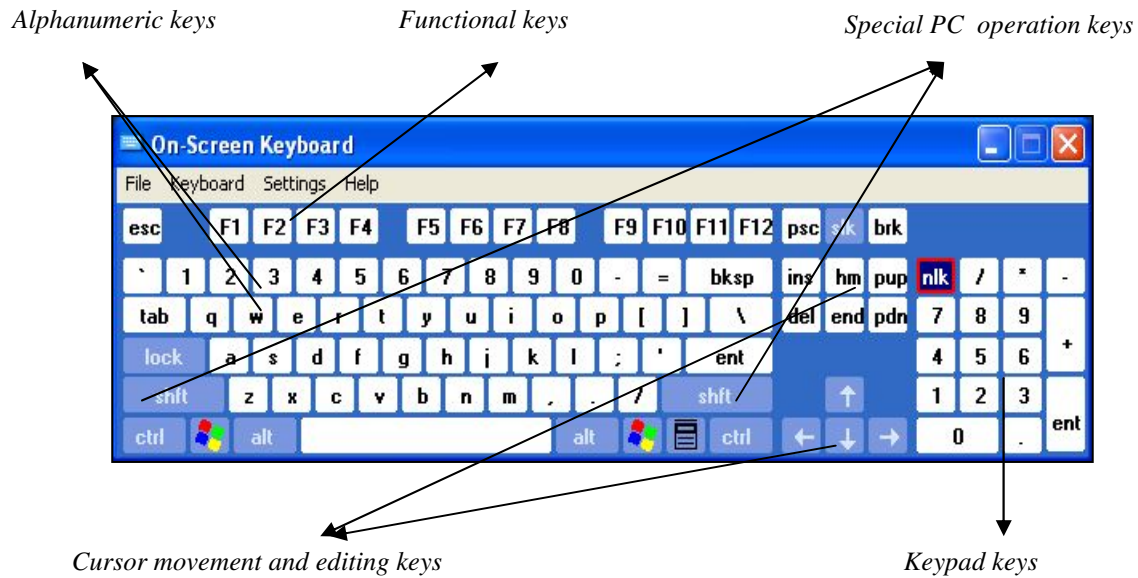 Alphanumeric keys Functional keys Special PC operation keys
On-Screen Keyboard
File Keyboard Settings Help
esc F1 F2 F3 F4 F5 F6 F7 F8 F9 F10 F11 F12 psc slk brk
` 1 2 3 4 5 6 7 8 9 0 - = bksp ins hm pup nlk / * -
tab q w e r t y u i o p [ ] \ del end pdn 7 8 9 +
lock a s d f g h j k l ; ' ent 4 5 6
shft z x c v b n m , . / shft ↑ 1 2 3 ent
ctrl alt alt ctrl ← ↓ → 0 .
Cursor movement and editing keys Keypad keys